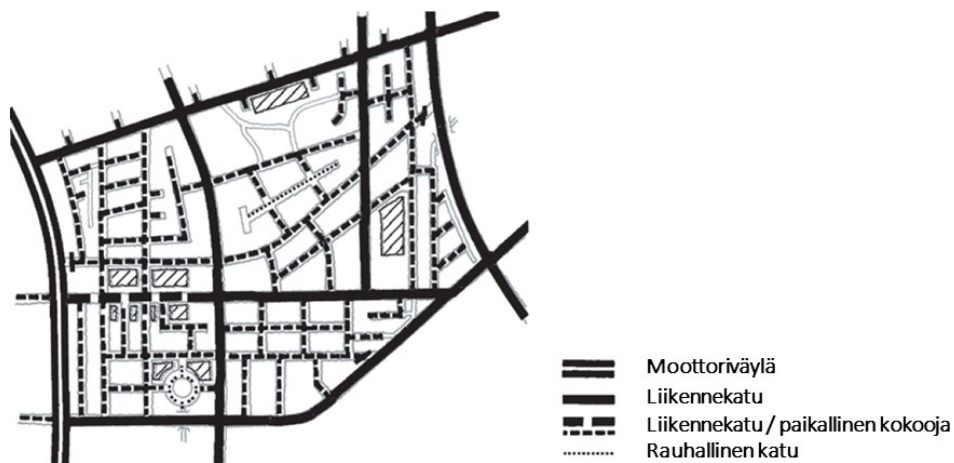 Moottoriväylä
Liikennekatu
Liikennekatu / paikallinen kokooja
Rauhallinen katu